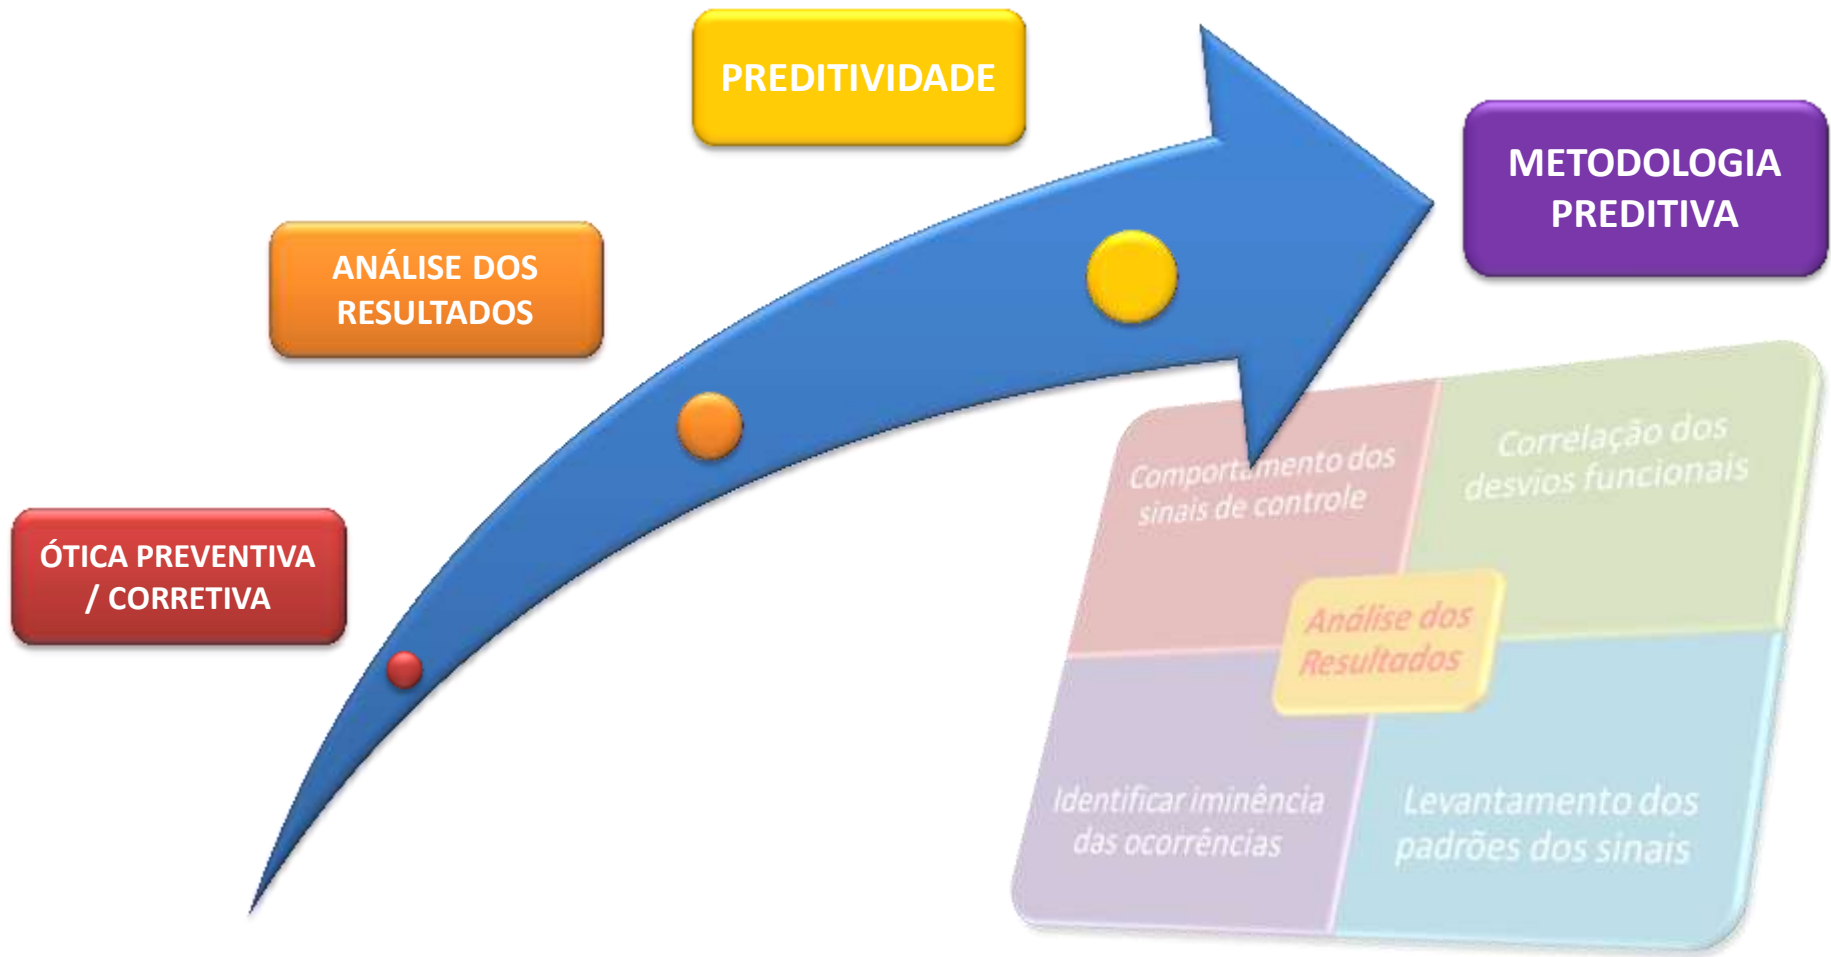 PREDITIVIDADE
METODOLOGIA
PREDITIVA
ANÁLISE DOS
RESULTADOS
ÓTICA PREVENTIVA
/ CORRETIVA
Comportamento dos
sinais de controle
Correlação dos
desvios funcionais
Análise dos
Resultados
Identificar iminência
das ocorrências
Levantamento dos
padrões dos sinais